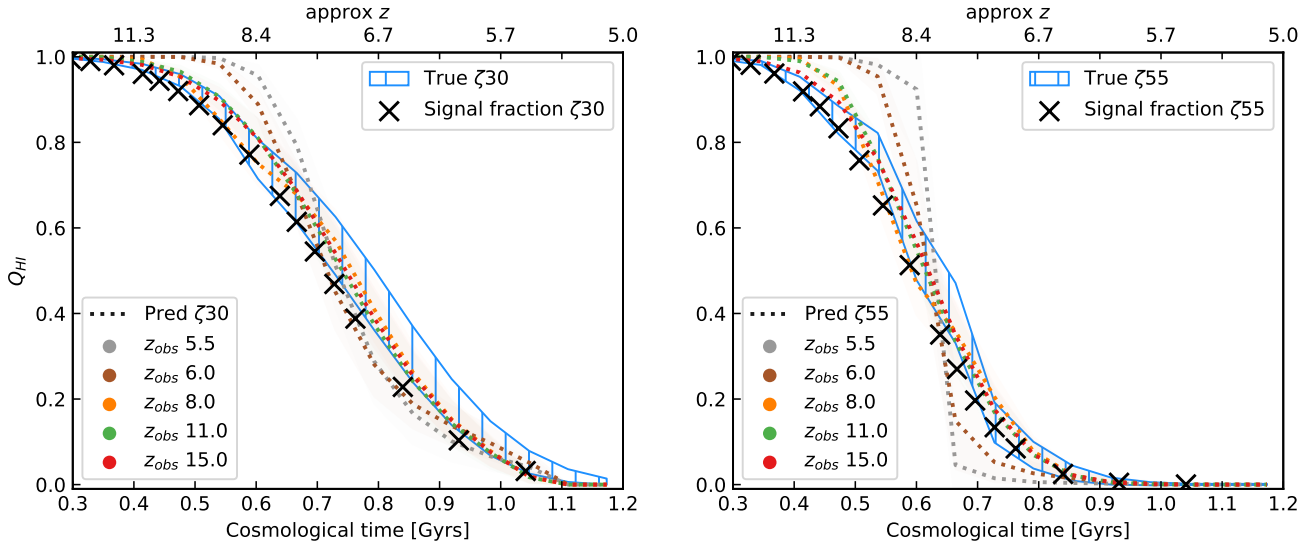 approx z
11.3 8.4 6.7 5.7 5.0
1.0
0.8
0.6
0.4
0.2
0.0
Q_HI
True ζ30
Signal fraction ζ30
Pred ζ30
z_obs 5.5
z_obs 6.0
z_obs 8.0
z_obs 11.0
z_obs 15.0
0.3 0.4 0.5 0.6 0.7 0.8 0.9 1.0 1.1 1.2
Cosmological time [Gyrs]
approx z
11.3 8.4 6.7 5.7 5.0
1.0
0.8
0.6
0.4
0.2
0.0
True ζ55
Signal fraction ζ55
Pred ζ55
z_obs 5.5
z_obs 6.0
z_obs 8.0
z_obs 11.0
z_obs 15.0
0.3 0.4 0.5 0.6 0.7 0.8 0.9 1.0 1.1 1.2
Cosmological time [Gyrs]